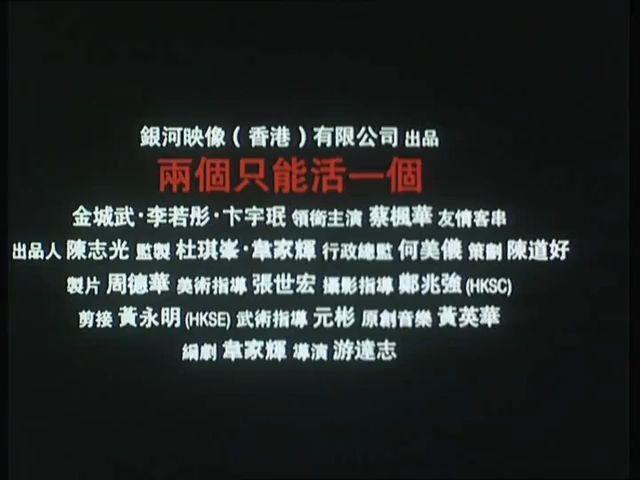 銀河映像(香港)有限公司 出品
兩個只能活一個
金城武·李若彤·卞宇珉 領銜主演 蔡楓華 友情客串
出品人 陳志光 監製 杜琪峯·韋家輝 行政總監 何美儀 策劃 陳道好
製片 周德華 美術指導 張世宏 攝影指導 鄭兆強(HKSC)
剪接 黃永明(HKSE) 武術指導 元彬 原創音樂 黃英華
編劇 韋家輝 導演 游達志